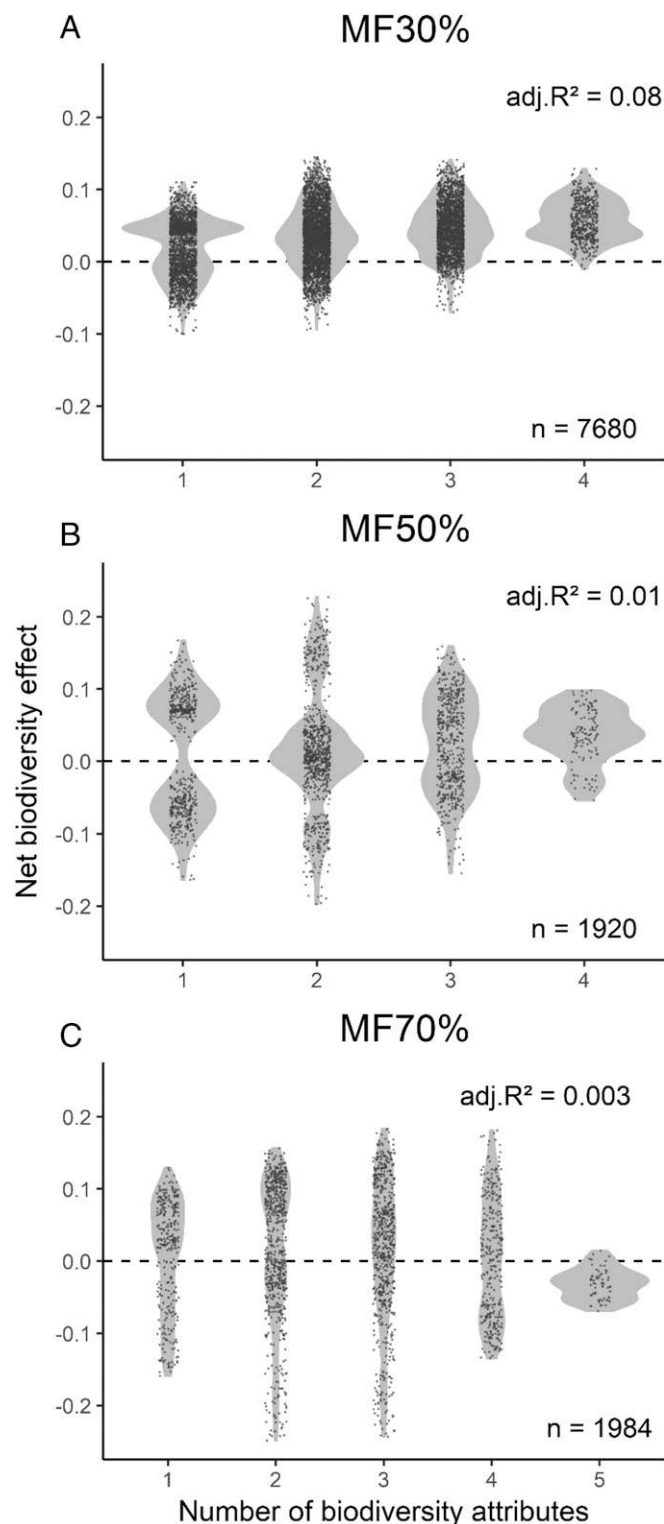 A
MF30%
adj.R² = 0.08
0.2
0.1
0.0
-0.1
-0.2
n = 7680
1 2 3 4
B
MF50%
adj.R² = 0.01
0.2
0.1
0.0
-0.1
-0.2
n = 1920
1 2 3 4
Net biodiversity effect
C
MF70%
adj.R² = 0.003
0.2
0.1
0.0
-0.1
-0.2
n = 1984
1 2 3 4 5
Number of biodiversity attributes